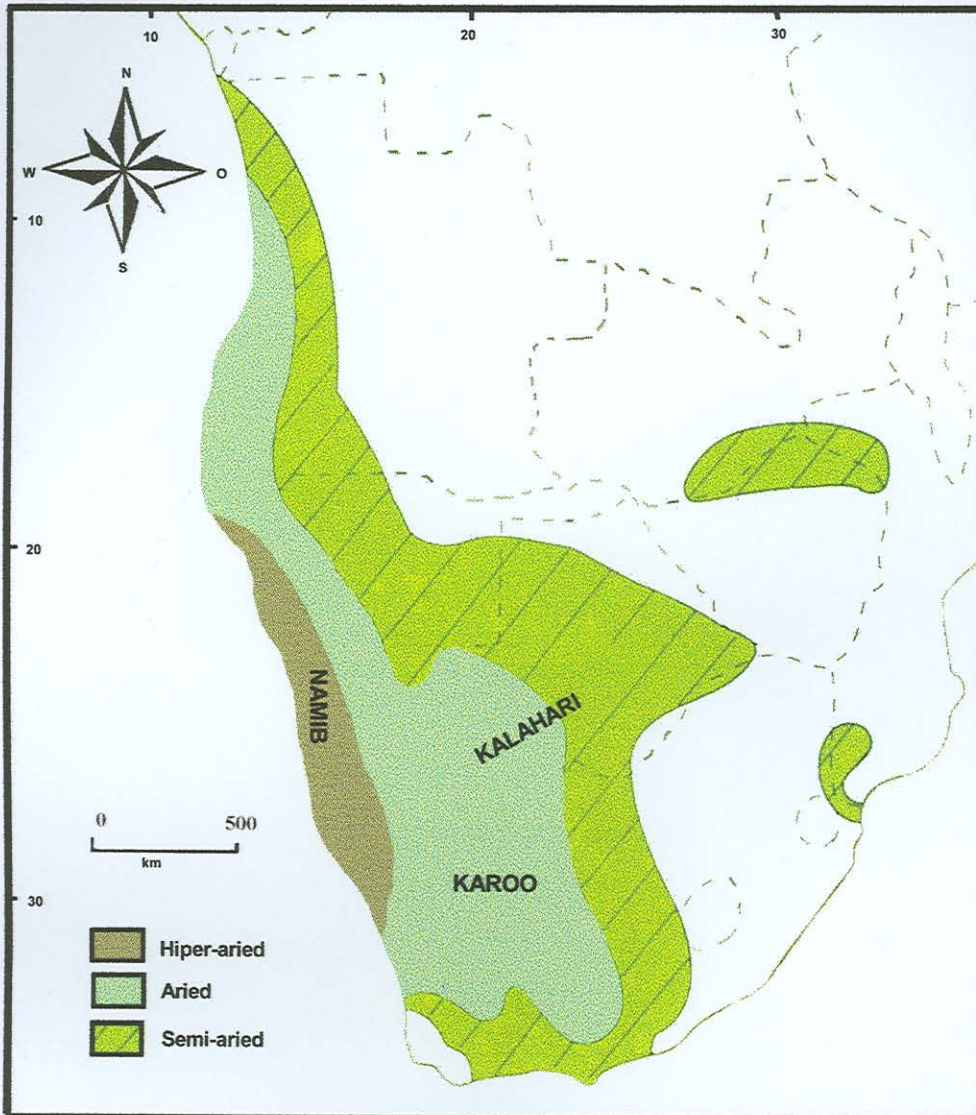 10 20 30
N
W O
S
10
20
30
NAMIB
KALAHARI
KAROO
0 500
km
Hiper-aried
Aried
Semi-aried